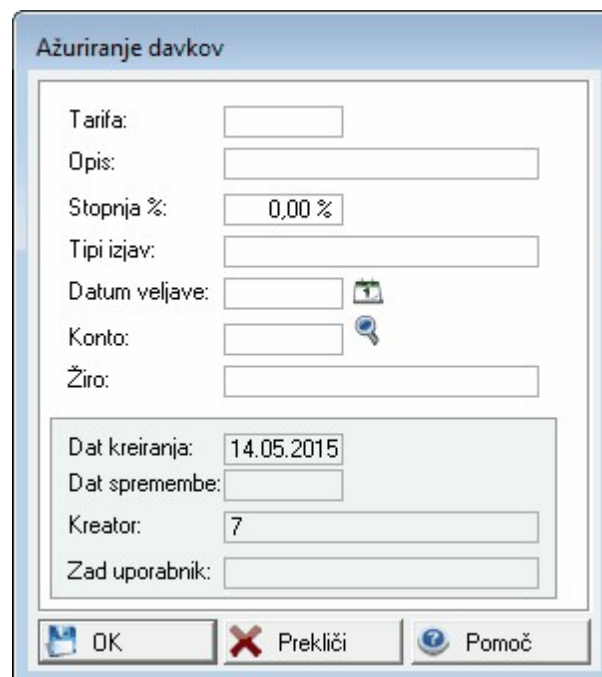 Ažuriranje davkov
Tarifa:
Opis:
Stopnja %: 0,00 %
Tipi izjav:
Datum veljave:
Konto:
Žiro:
Dat kreiranja: 14.05.2015
Dat spremembe:
Kreator: 7
Zad uporabnik:
OK Prekliči Pomoč